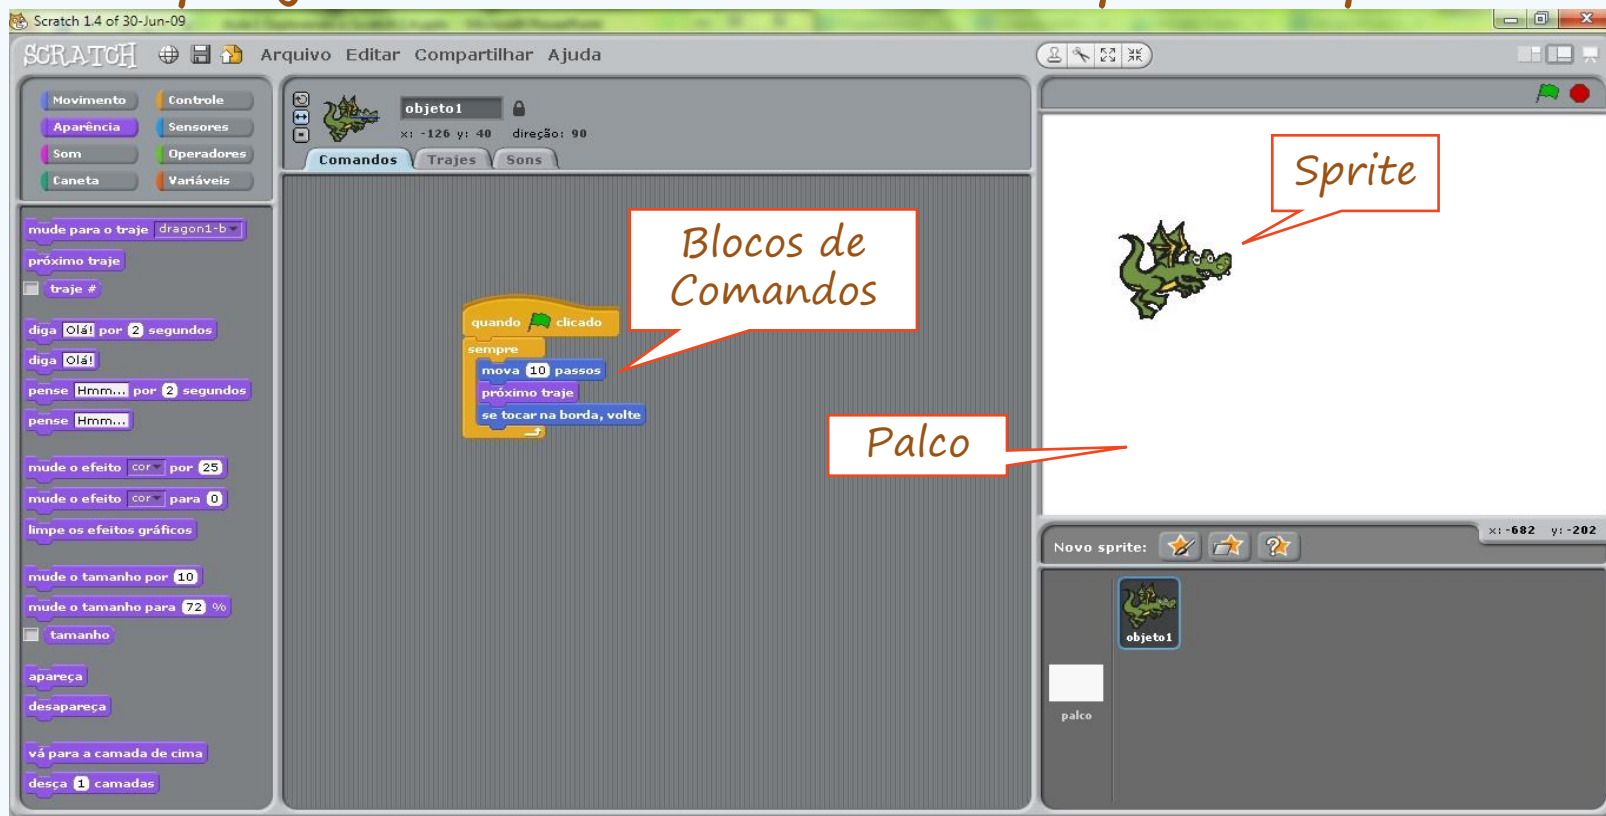 Scratch 1.4 of 30-Jun-09
SCRATCH Arquivo Editar Compartilhar Ajuda
Movimento Controle
Aparência Sensores
Som Operadores
Caneta Variáveis
objeto1
x: -126 y: 40 direção: 90
Comandos Trajes Sons
mude para o traje dragon1-b
próximo traje
traje #
diga Olá! por 2 segundos
diga Olá!
pense Hmm... por 2 segundos
pense Hmm...
mude o efeito cor por 25
mude o efeito cor para 0
limpe os efeitos gráficos
mude o tamanho por 10
mude o tamanho para 72 %
tamanho
apareça
desapareça
vá para a camada de cima
desça 1 camadas
Blocos de
Comandos
quando clicado
sempre
mova 10 passos
próximo traje
se tocar na borda, volte
Sprite
Palco
x: -682 y: -202
Novo sprite:
objeto1
palco